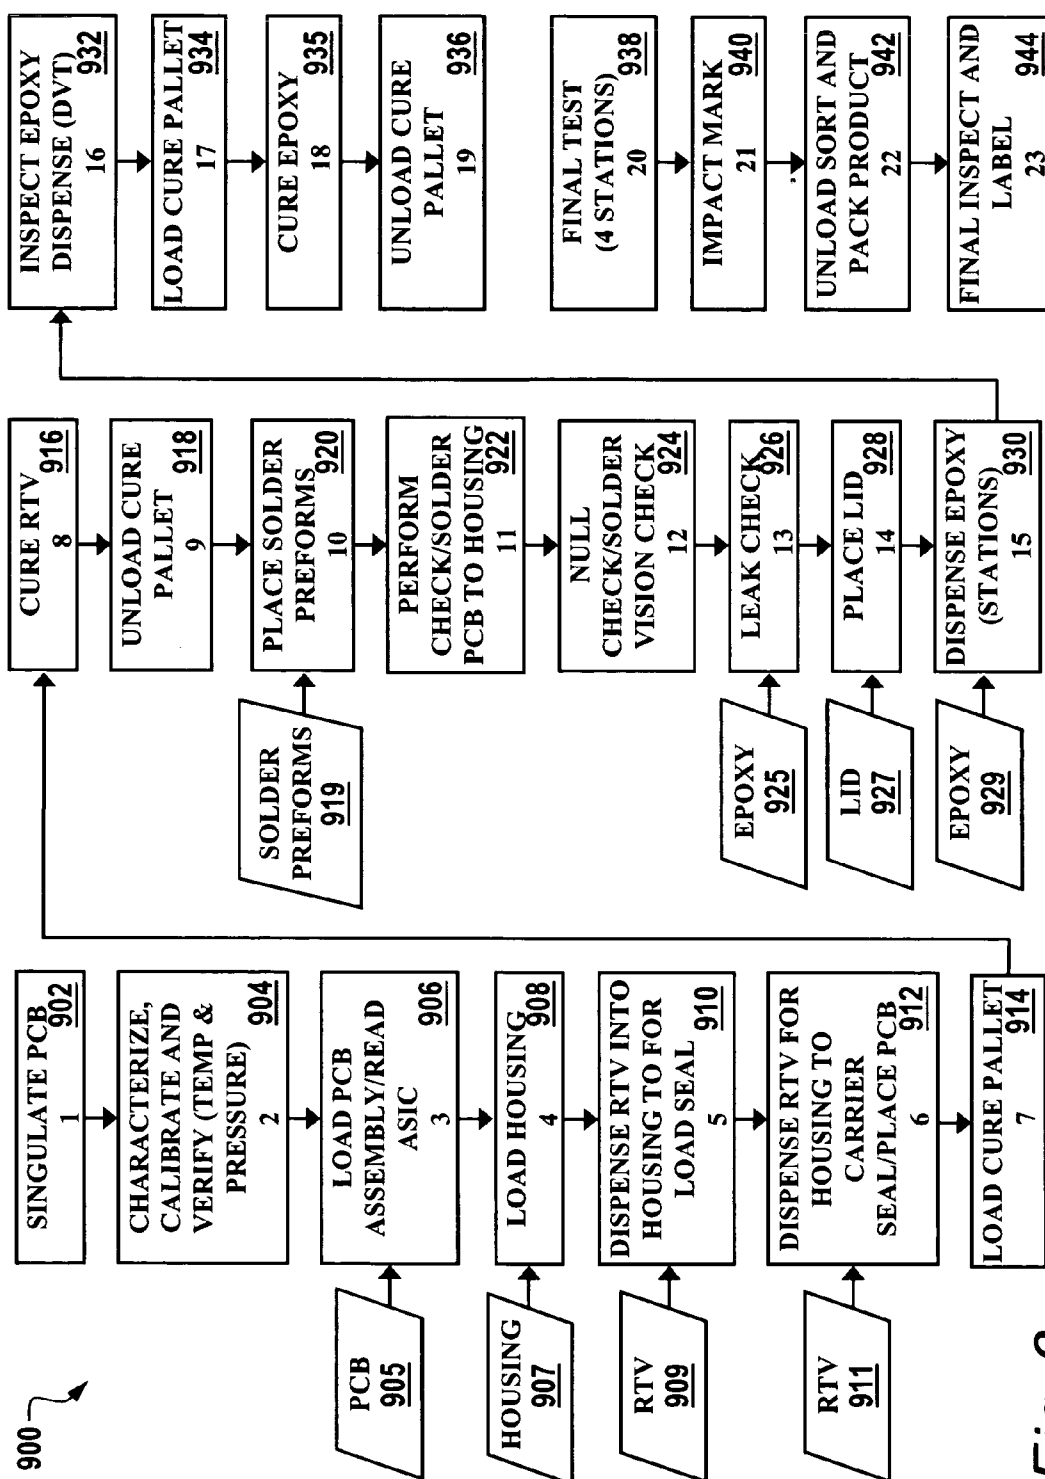 900
SINGULATE PCB
1
902
CHARACTERIZE,
CALIBRATE AND
VERIFY (TEMP &
PRESSURE)
2
904
PCB
905
LOAD PCB
ASSEMBLY/READ
ASIC
3
906
HOUSING
907
LOAD HOUSING
4
908
RTV
909
DISPENSE RTV INTO
HOUSING TO FOR
LOAD SEAL
5
910
RTV
911
DISPENSE RTV FOR
HOUSING TO
CARRIER
SEAL/PLACE PCB
6
912
LOAD CURE PALLET
7
914
CURE RTV
8
916
UNLOAD CURE
PALLET
9
918
SOLDER
PREFORMS
919
PLACE SOLDER
PREFORMS
10
920
PERFORM
CHECK/SOLDER
PCB TO HOUSING
11
922
NULL
CHECK/SOLDER
VISION CHECK
12
924
EPOXY
925
LEAK CHECK
13
926
LID
927
PLACE LID
14
928
EPOXY
929
DISPENSE EPOXY
(STATIONS)
15
930
INSPECT EPOXY
DISPENSE (DVT)
16
932
LOAD CURE PALLET
17
934
CURE EPOXY
18
935
UNLOAD CURE
PALLET
19
936
FINAL TEST
(4 STATIONS)
20
938
IMPACT MARK
21
940
UNLOAD SORT AND
PACK PRODUCT
22
942
FINAL INSPECT AND
LABEL
23
944